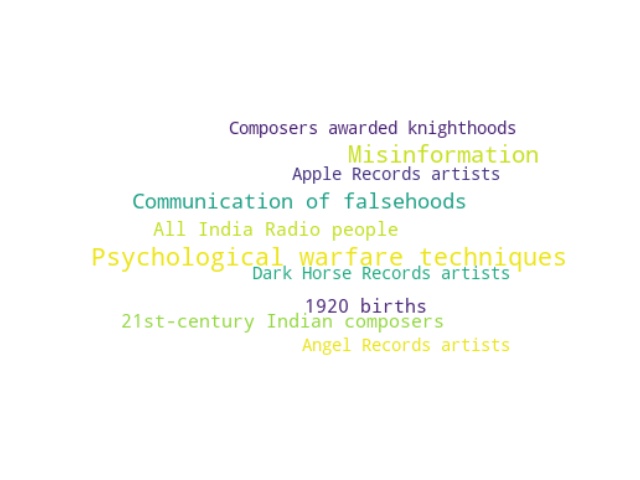 Composers awarded knighthoods
Misinformation
Apple Records artists
Communication of falsehoods
All India Radio people
Psychological warfare techniques
Dark Horse Records artists
1920 births
21st-century Indian composers
Angel Records artists